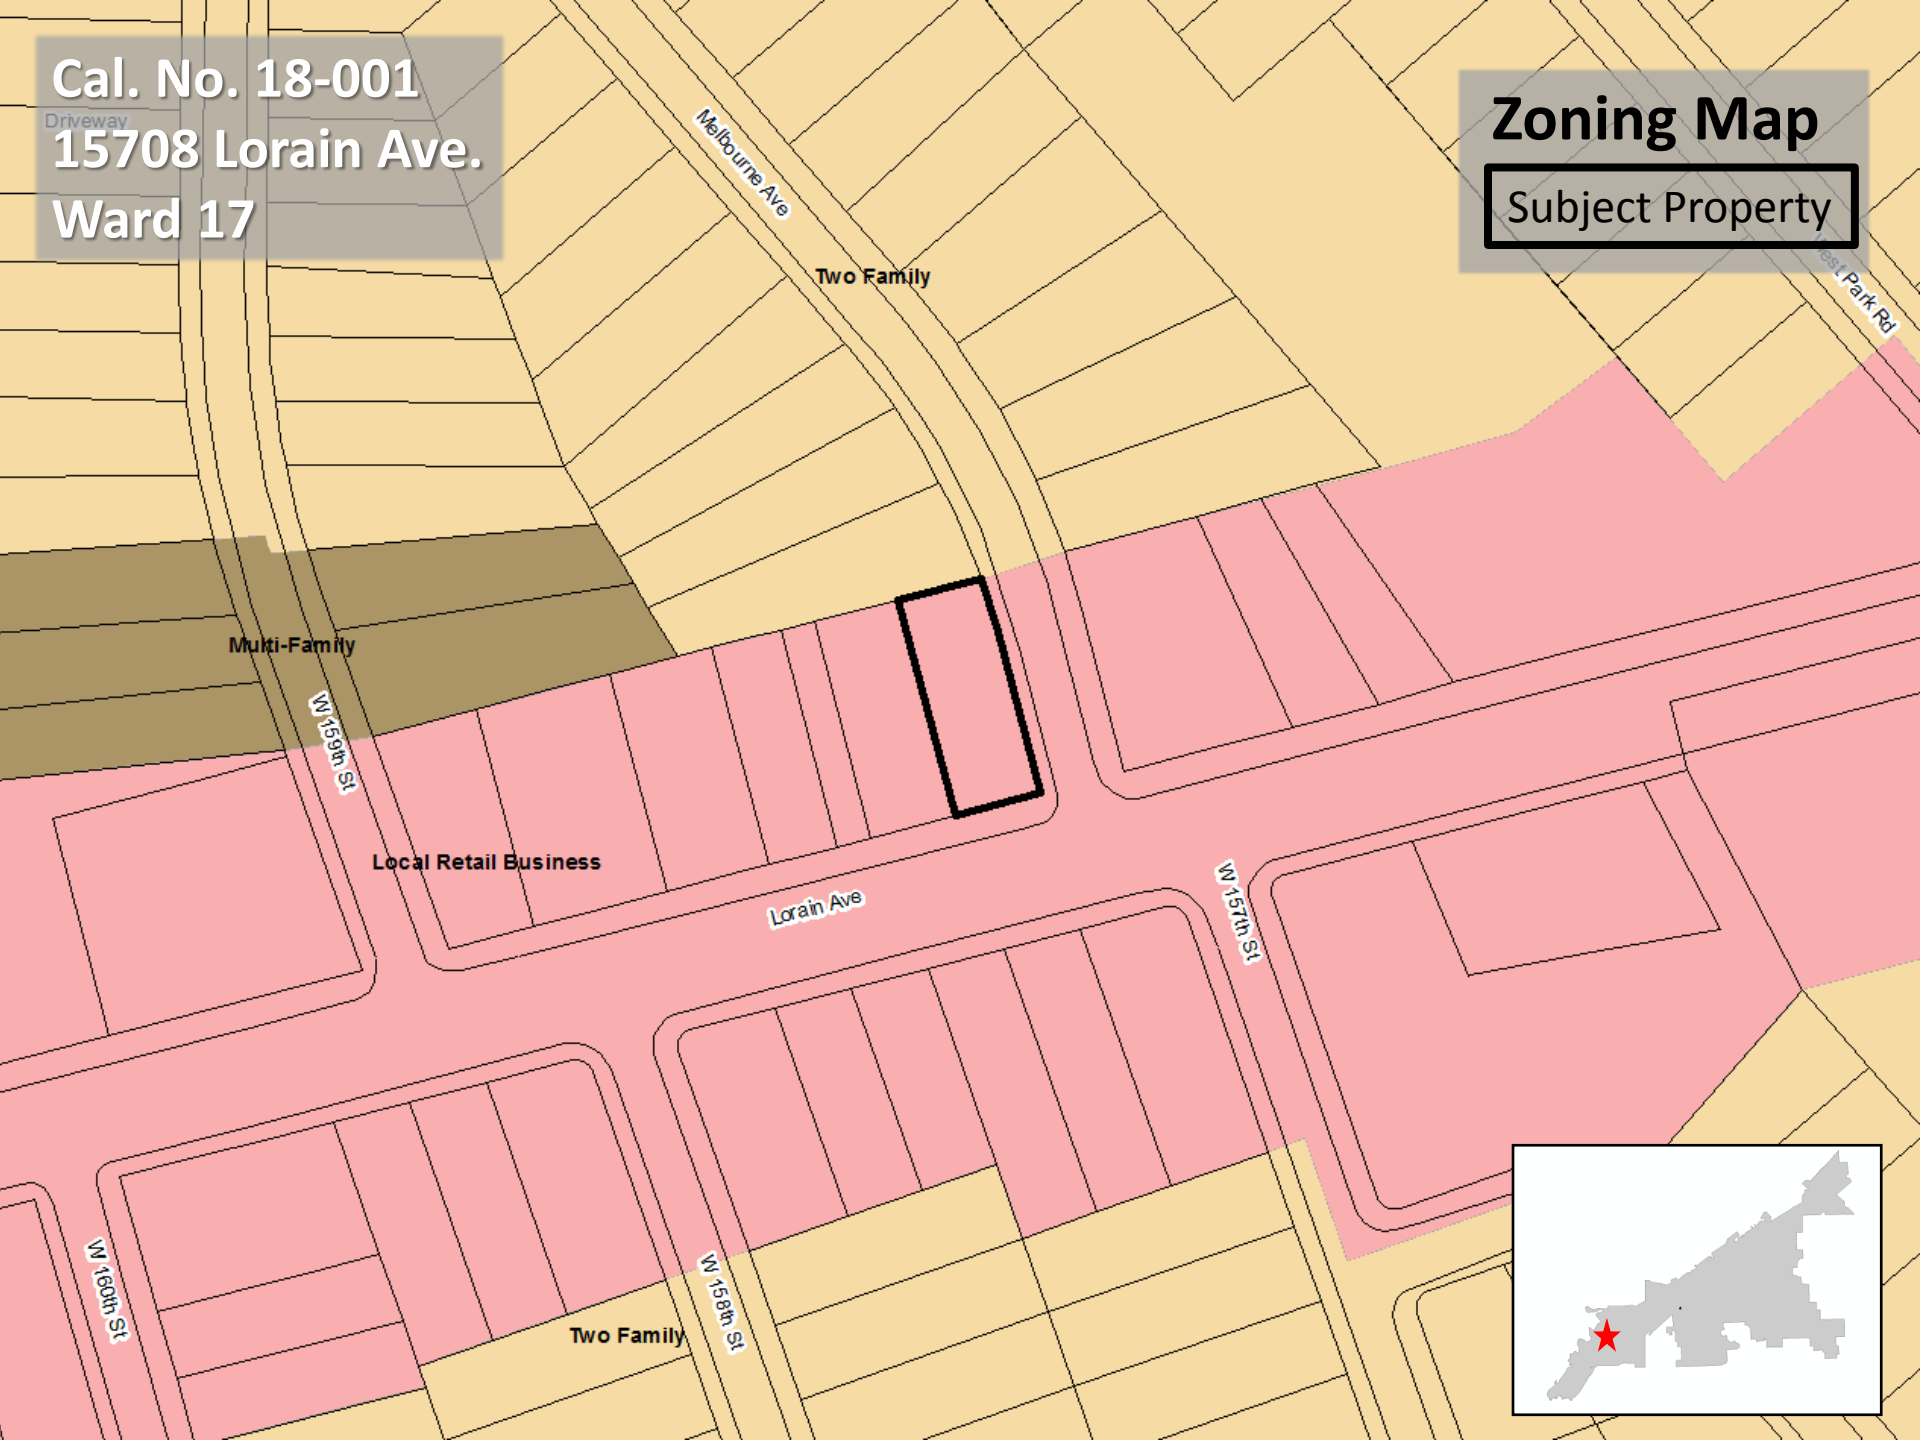 Cal. No. 18-001
Driveway
15708 Lorain Ave.
Ward 17
Zoning Map
Subject Property
Melbourne Ave
West Park Rd
Two Family
Multi-Family
W 159th St
Local Retail Business
Lorain Ave
W 157th St
W 160th St
W 158th St
Two Family